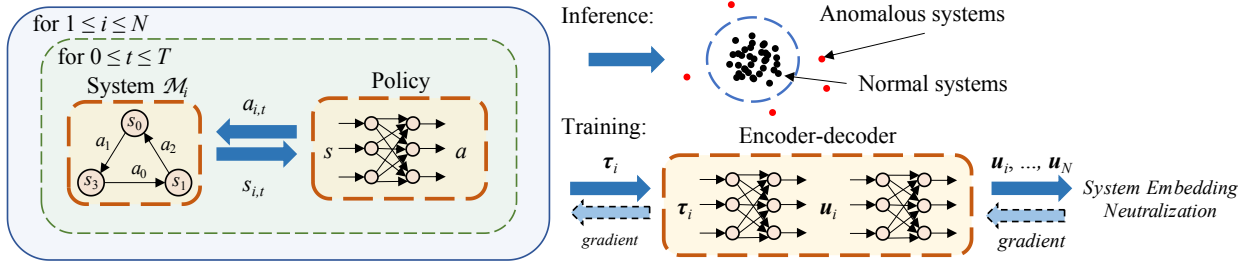 for 1 ≤ i ≤ N
for 0 ≤ t ≤ T
System ℳi
s0
a1
a2
s3
a0
s1
ai,t
si,t
Policy
s
a
Inference:
Anomalous systems
Normal systems
Training:
Encoder-decoder
τi
gradient
τi
ui
ui, ..., uN
gradient
System Embedding
Neutralization